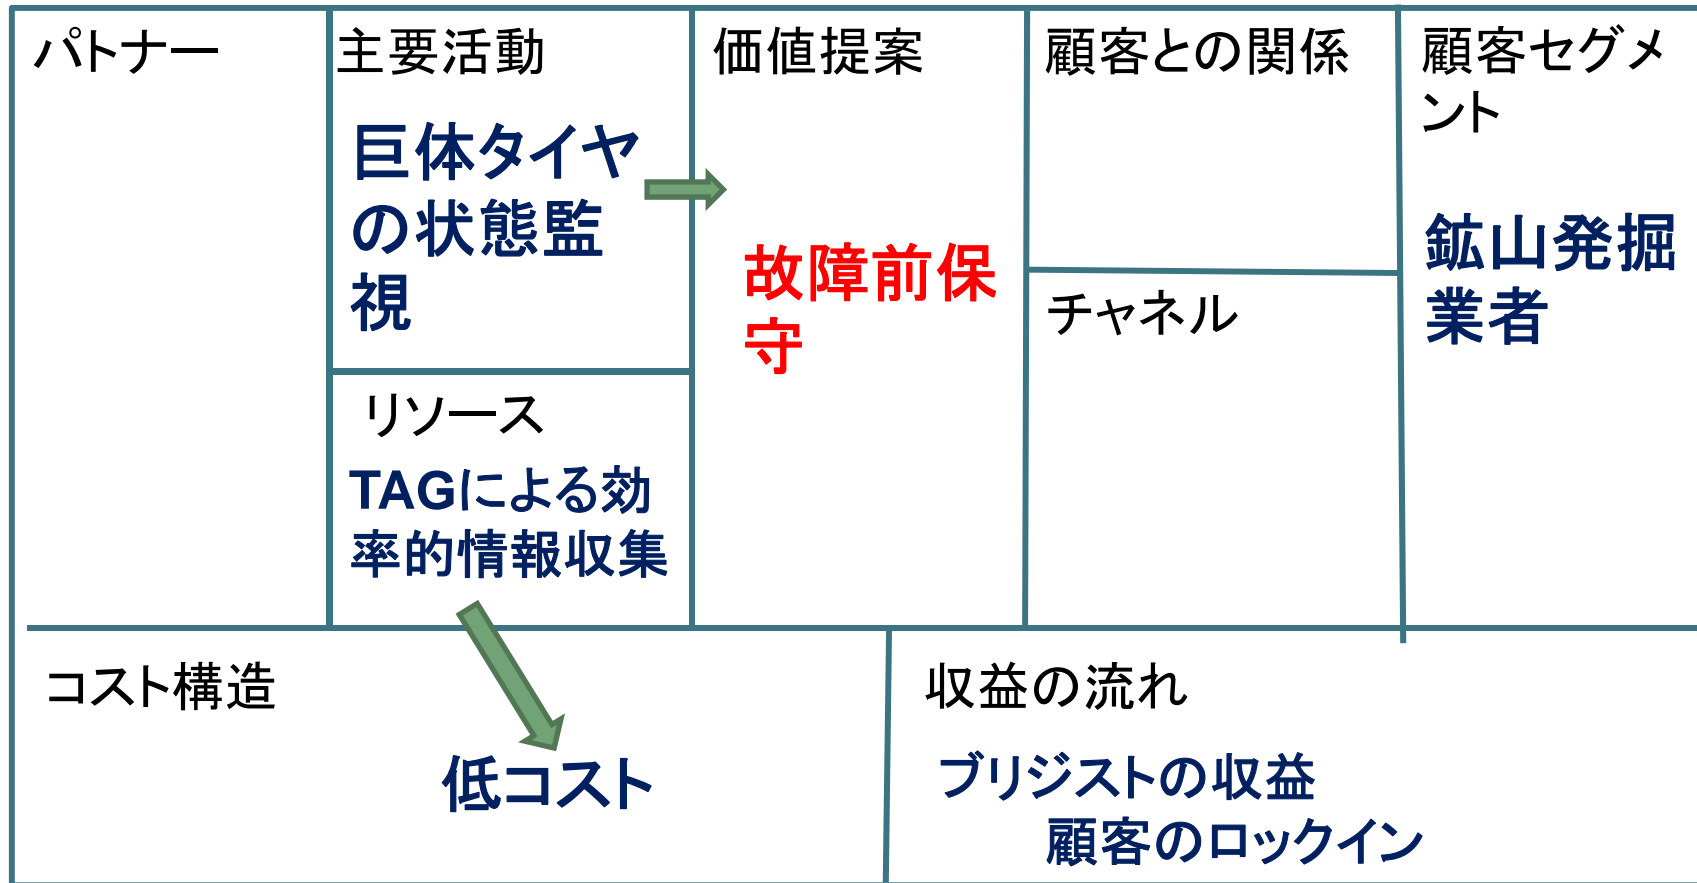 パトナー
主要活動
巨体タイヤ
の状態監
視
リソース
TAGによる効
率的情報収集
価値提案
故障前保
守
顧客との関係
チャネル
顧客セグメ
ント
鉱山発掘
業者
コスト構造
低コスト
収益の流れ
ブリジストの収益
顧客のロックイン